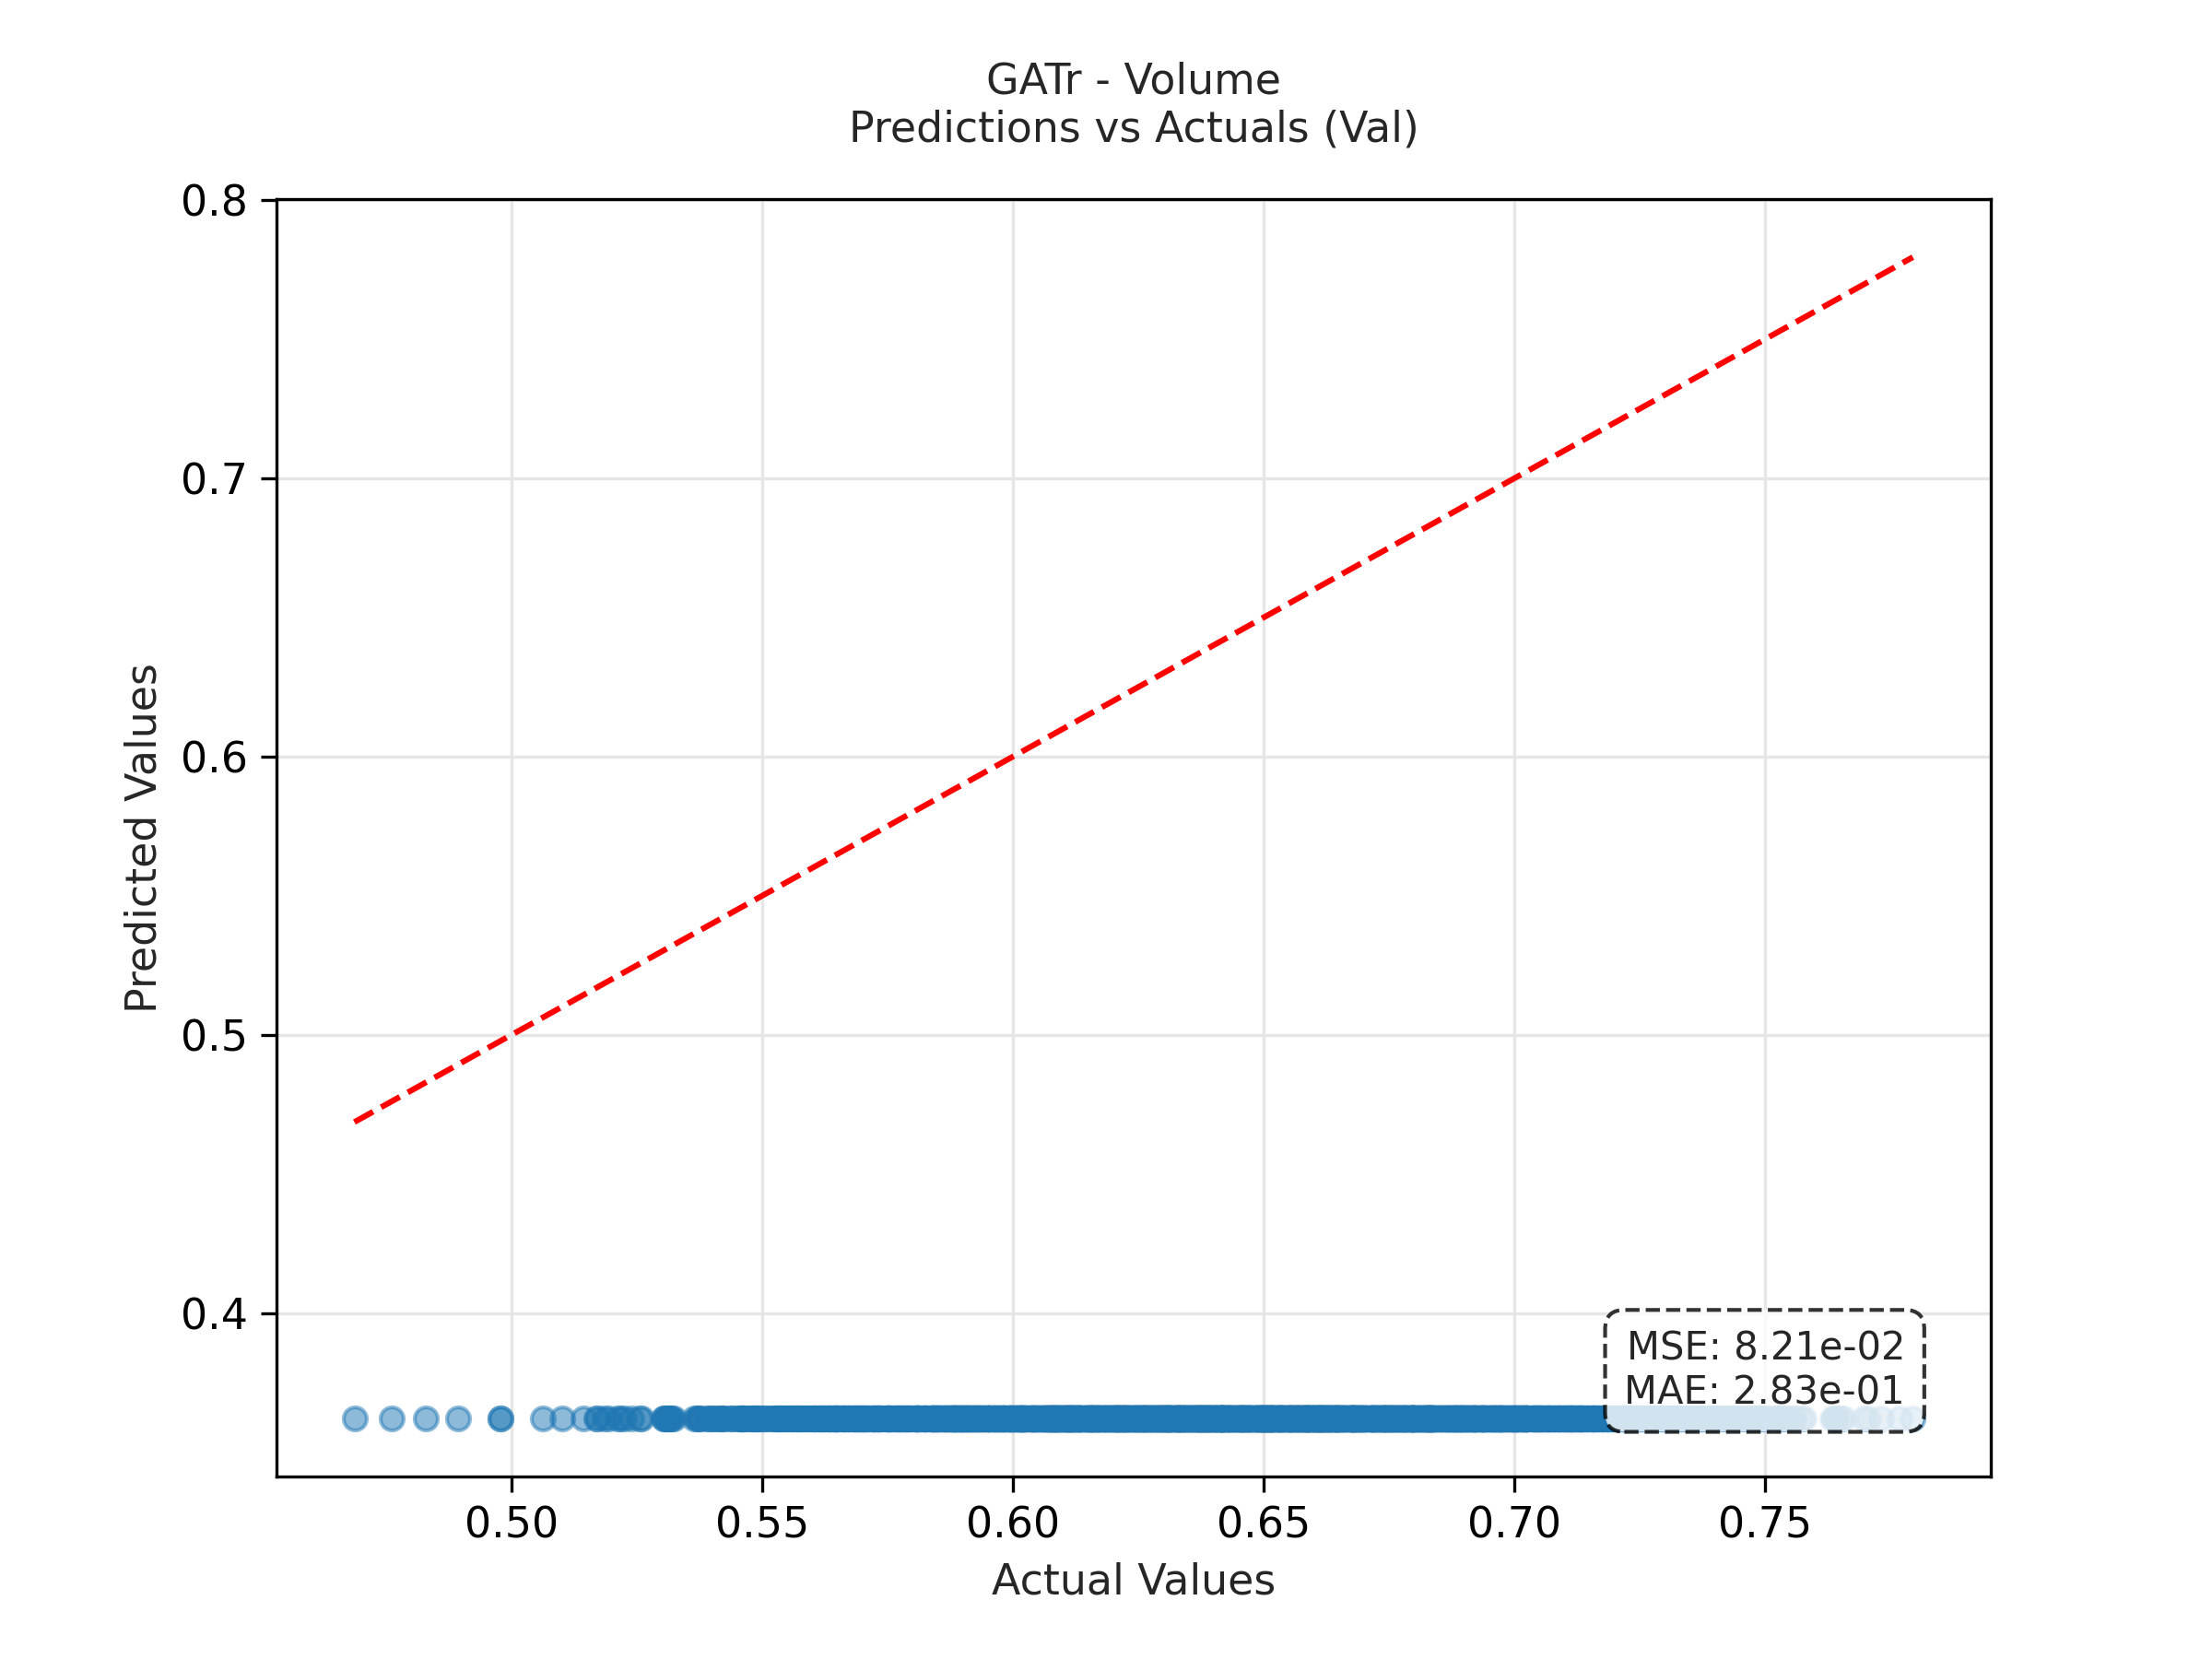 GATr - Volume
Predictions vs Actuals (Val)
0.8
0.7
0.6
0.5
0.4
Predicted Values
MSE: 8.21e-02
MAE: 2.83e-01
0.50 0.55 0.60 0.65 0.70 0.75
Actual Values